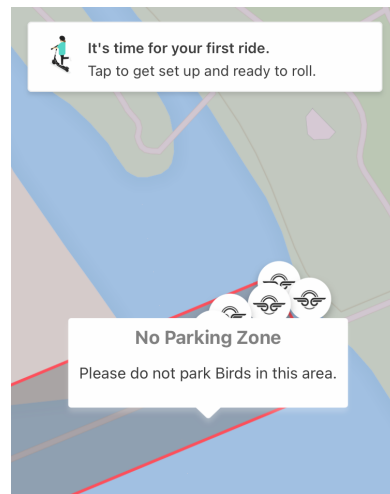 It's time for your first ride.
Tap to get set up and ready to roll.
No Parking Zone
Please do not park Birds in this area.